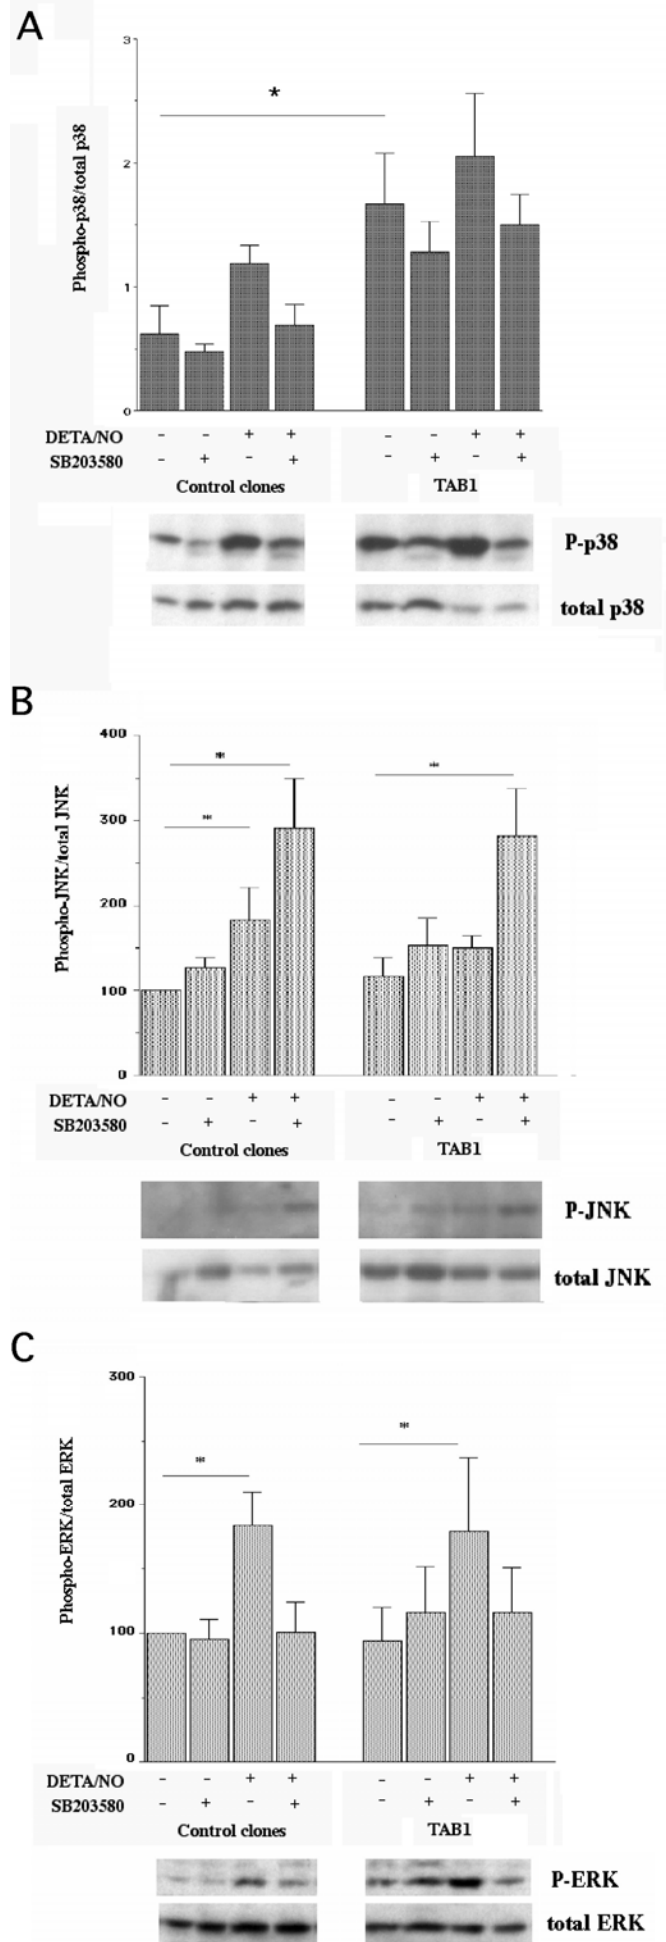 A
3
*
2
Phospho-p38/total p38
1
0
DETA/NO - - + + - - + +
SB203580 - + - + - + - +
Control clones TAB1
P-p38
total p38
B
400
* *
300
*
Phospho-JNK/total JNK
200
100
0
DETA/NO - - + + - - + +
SB203580 - + - + - + - +
Control clones TAB1
P-JNK
total JNK
C
300
* *
200
Phospho-ERK/total ERK
100
0
DETA/NO - - + + - - + +
SB203580 - + - + - + - +
Control clones TAB1
P-ERK
total ERK